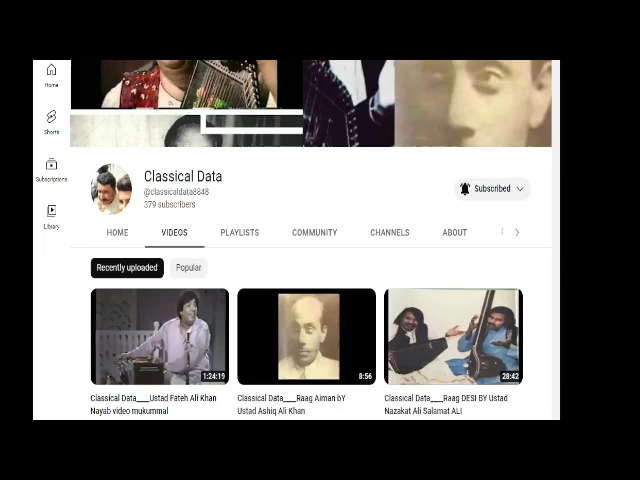 Home
Shorts
Subscriptions
Library
Classical Data
@classicaldata8848
379 subscribers
Subscribed
HOME VIDEOS PLAYLISTS COMMUNITY CHANNELS ABOUT
Recently uploaded Popular
1:24:19 8:56 28:42
Classical Data___Ustad Fateh Ali Khan
Nayab video mukummal
Classical Data___Raag Aiman bY
Ustad Ashiq Ali Khan
Classical Data___Raag DESI BY Ustad
Nazakat Ali Salamat ALI